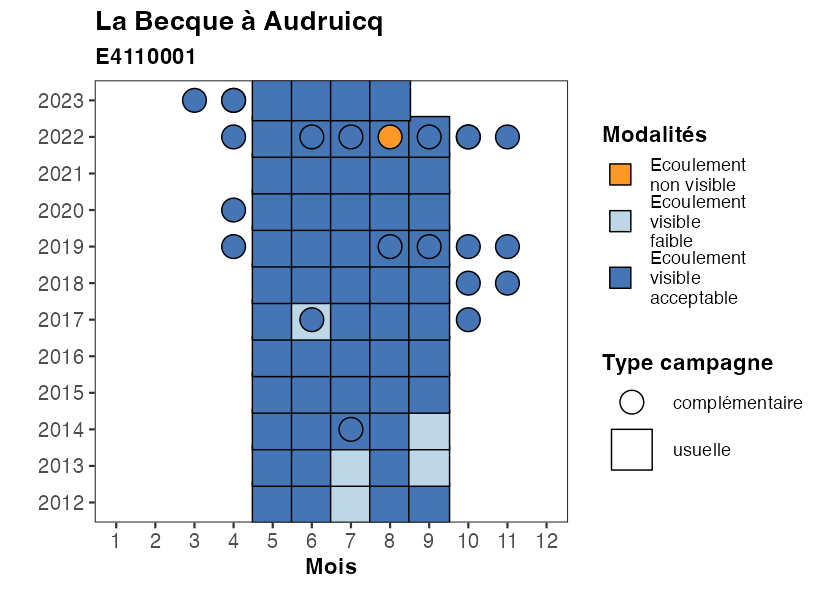 La Becque à Audruicq
E4110001
2023
2022
2021
2020
2019
2018
2017
2016
2015
2014
2013
2012
1 2 3 4 5 6 7 8 9 10 11 12
Mois
Modalités
Ecoulement
non visible
Ecoulement
visible
faible
Ecoulement
visible
acceptable
Type campagne
complémentaire
usuelle